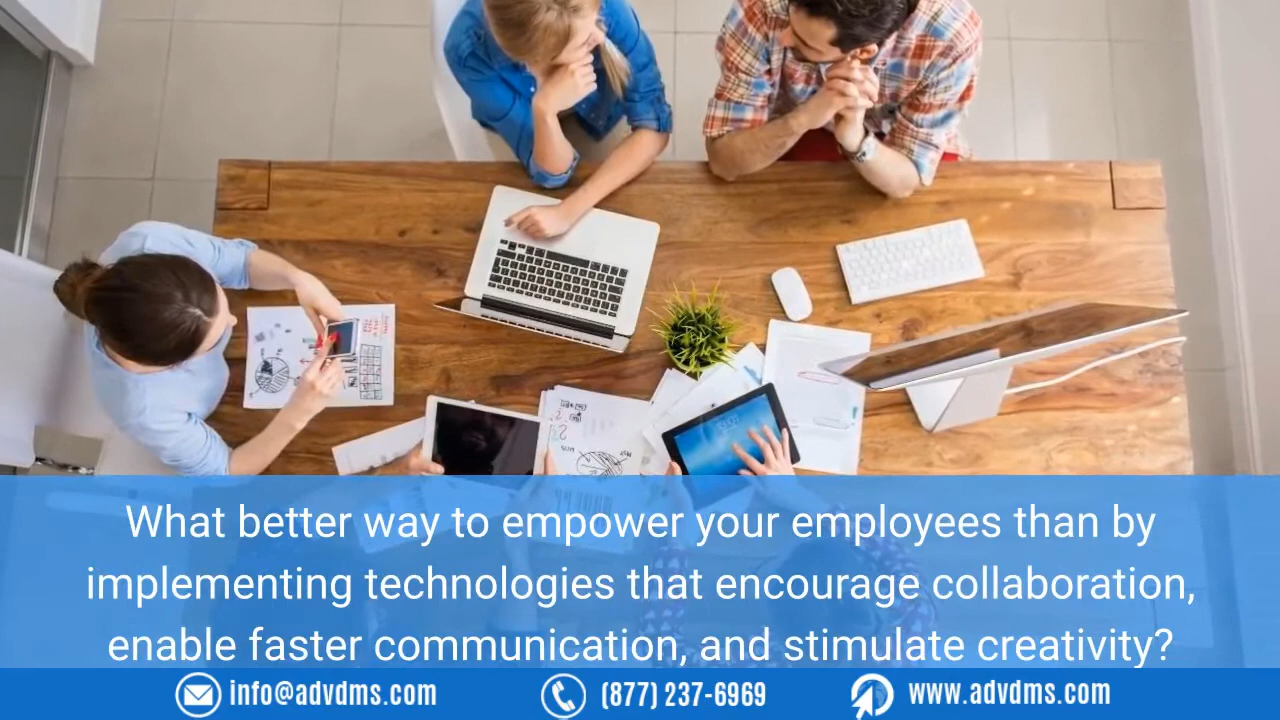 What better way to empower your employees than by
implementing technologies that encourage collaboration,
enable faster communication, and stimulate creativity?
info@advdms.com (877) 237-6969 www.advdms.com